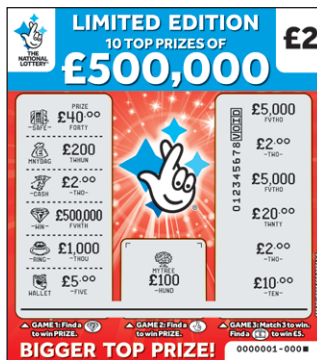 LIMITED EDITION
10 TOP PRIZES OF
£500,000
£2
THE
NATIONAL
LOTTERY
PRIZE
£40.00
-SAFE- FORTY
£200
MNYBAG TWHUN
£2.00
-CASH -TWO-
£500,000
-WIN- FVHTH
£1,000
-RING- -THOU
£5.00
WALLET -FIVE
MYTREE
£100
-HUND
012345678 VOID
£5,000
FVTHO
£2.00
-TWO-
£5,000
FVTHO
£20.00
TWNTY
£2.00
-TWO-
£10.00
-TEN-
GAME 1: Find a
to win PRIZE.
GAME 2: Find a
to win PRIZE.
GAME 3: Match 3 to win.
Find a to win £5.
BIGGER TOP PRIZE!
0000001-000